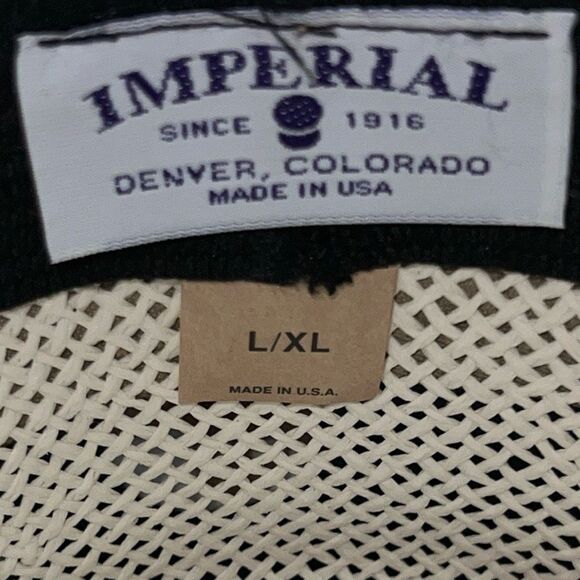 IMPERIAL
SINCE 1916
DENVER, COLORADO
MADE IN USA
L/XL
MADE IN U.S.A.